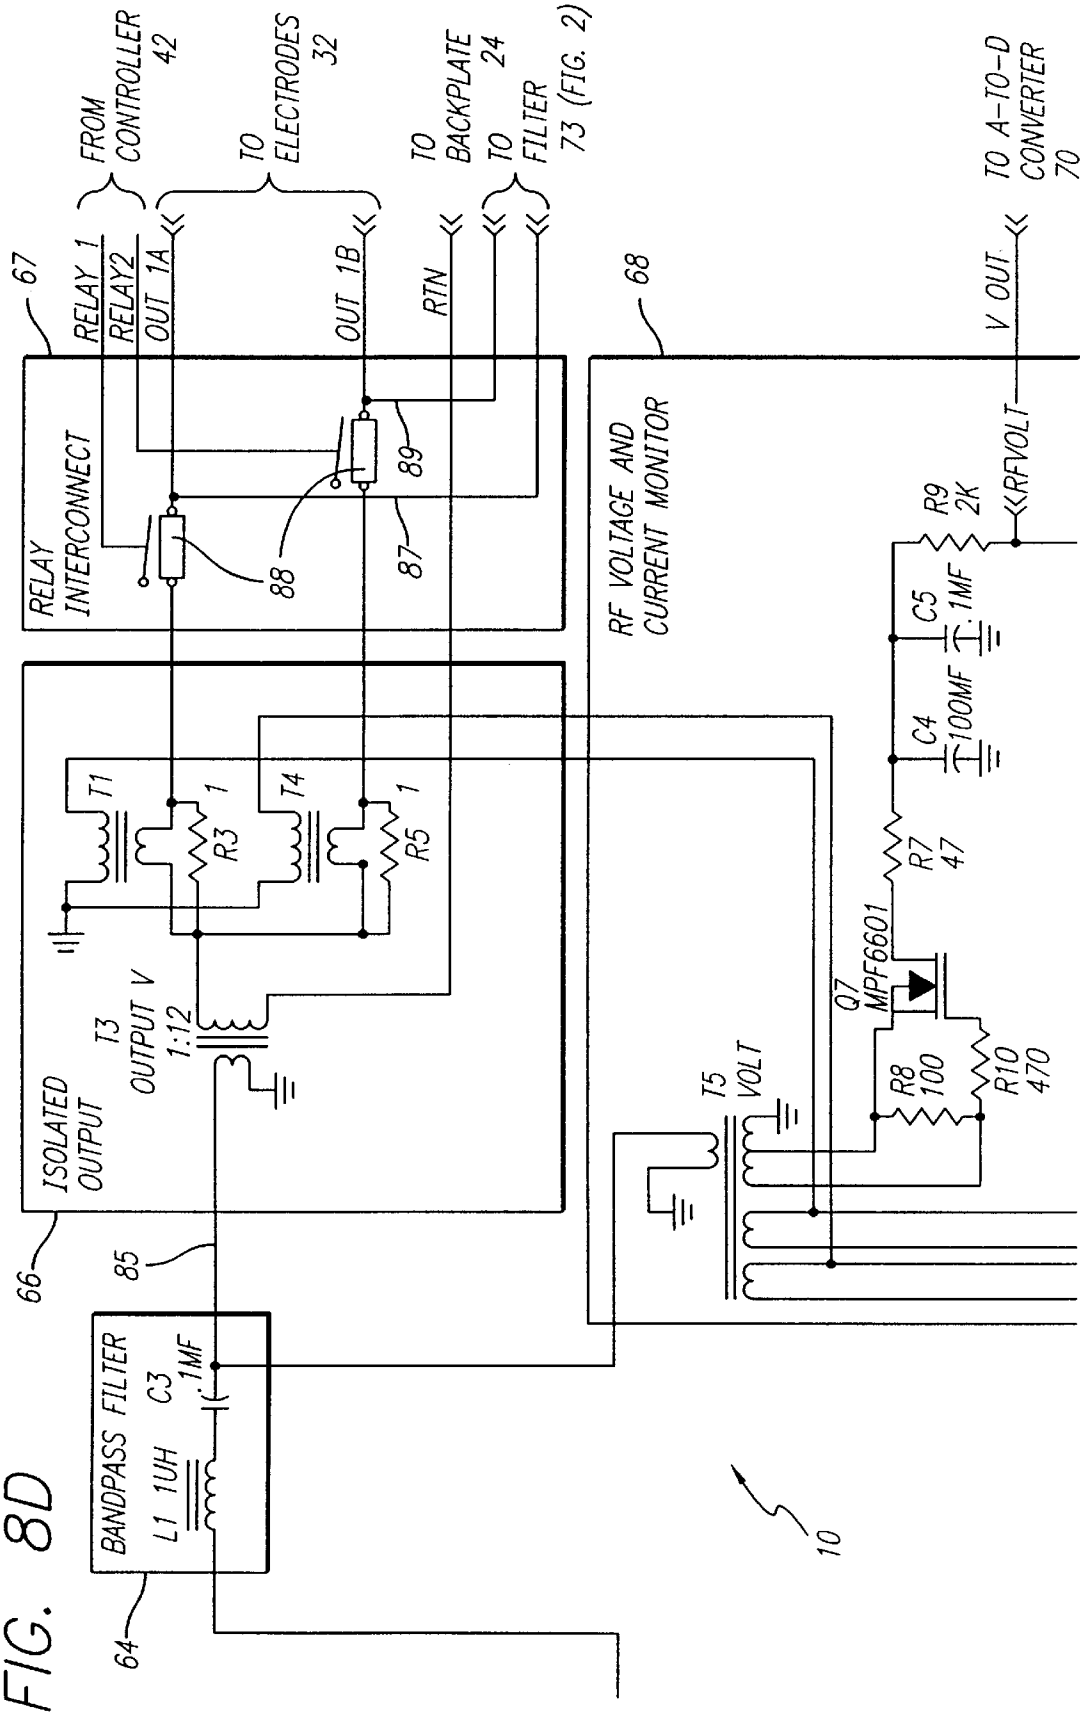 FIG. 8D
64
BANDPASS FILTER
L1 1UH
C3
.1MF
85
66
ISOLATED
OUTPUT
T3
OUTPUT V
1:12
T1
R3
1
T4
R5
1
67
RELAY
INTERCONNECT
88
87
89
RELAY 1
RELAY2
OUT 1A
OUT 1B
RTN
FROM
CONTROLLER
42
TO
ELECTRODES
32
TO
BACKPLATE
24
TO
FILTER
73 (FIG. 2)
68
RF VOLTAGE AND
CURRENT MONITOR
T5
VOLT
R8
100
R10
470
Q7
MPF6601
R7
47
C4
100MF
C5
.1MF
R9
2K
RFVOLT
V OUT
TO A-TO-D
CONVERTER
70
10